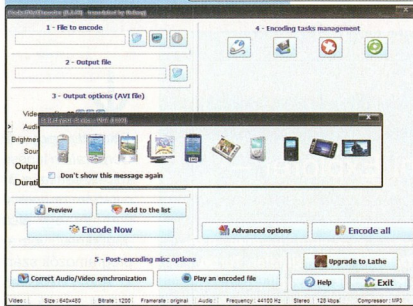 1 - File to encode
4 - Encoding tasks management
2 - Output file
3 - Output options (AVI file)
Don't show this message again
Preview
Add to the list
Encode Now
Advanced options
Encode all
5 - Post-encoding misc options
Upgrade to Lathe
Correct Audio/Video synchronization
Play an encoded file
Help
Exit
Video :
Size : 640x480
Bitrate : 1200
Framerate : original
Audio :
Frequency : 44100 Hz
Stereo
128 kbps
Compressor : MP3